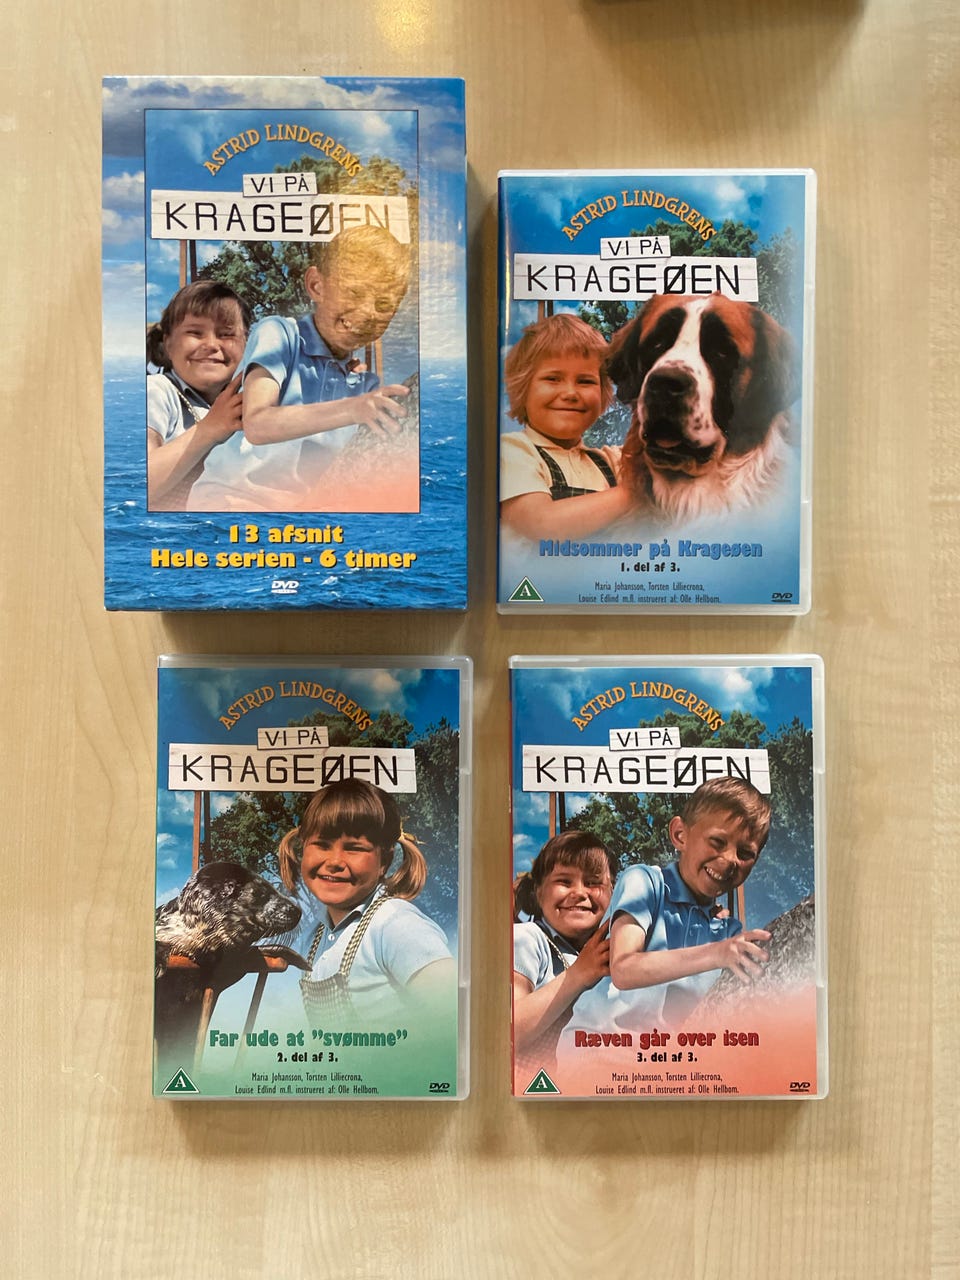 ASTRID LINDGRENS
VI PÅ
KRAGEØEN
13 afsnit
Hele serien - 6 timer
DVD
ASTRID LINDGRENS
VI PÅ
KRAGEØEN
Midsommer på Krageøen
1. del af 3.
Maria Johansson, Torsten Lilliecrona,
Louise Edlind m.fl. instrueret af: Olle Hellbom.
A
DVD
ASTRID LINDGRENS
VI PÅ
KRAGEØEN
Far ude at "svømme"
2. del af 3.
Maria Johansson, Torsten Lilliecrona,
Louise Edlind m.fl. instrueret af: Olle Hellbom.
A
DVD
ASTRID LINDGRENS
VI PÅ
KRAGEØEN
Ræven går over isen
3. del af 3.
Maria Johansson, Torsten Lilliecrona,
Louise Edlind m.fl. instrueret af: Olle Hellbom.
A
DVD